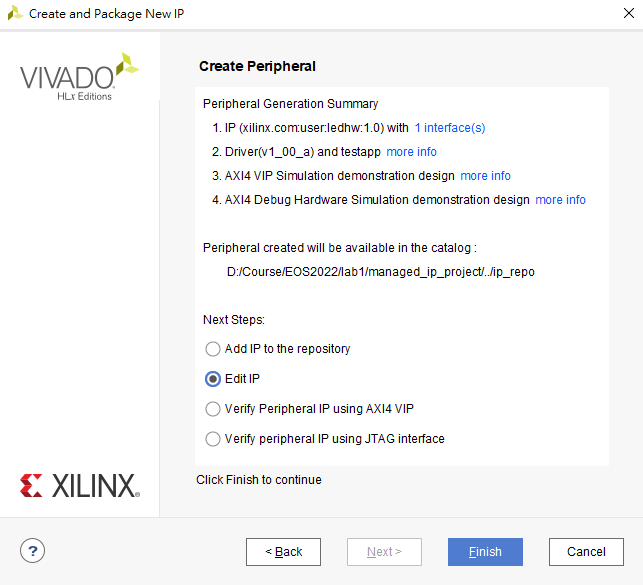 Create and Package New IP
VIVADO
HLx Editions
Create Peripheral
Peripheral Generation Summary
1. IP (xilinx.com:user:ledhw:1.0) with 1 interface(s)
2. Driver(v1_00_a) and testapp more info
3. AXI4 VIP Simulation demonstration design more info
4. AXI4 Debug Hardware Simulation demonstration design more info
Peripheral created will be available in the catalog :
D:/Course/EOS2022/lab1/managed_ip_project/../ip_repo
Next Steps:
Add IP to the repository
Edit IP
Verify Peripheral IP using AXI4 VIP
Verify peripheral IP using JTAG interface
XILINX
Click Finish to continue
? < Back Next > Finish Cancel